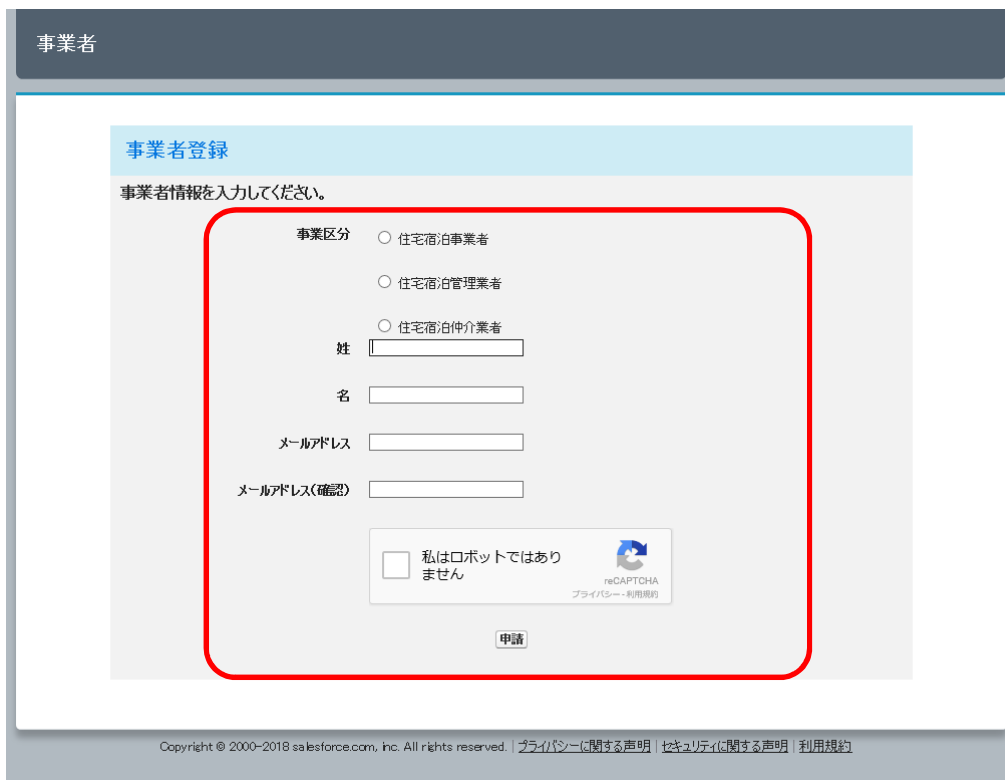 事業者
事業者登録
事業者情報を入力してください。
事業区分
住宅宿泊事業者
住宅宿泊管理業者
住宅宿泊仲介業者
姓
名
メールアドレス
メールアドレス(確認)
私はロボットではあり
ません
reCAPTCHA
プライバシー - 利用規約
申請
Copyright © 2000-2018 salesforce.com, inc. All rights reserved. | プライバシーに関する声明 | セキュリティに関する声明 | 利用規約